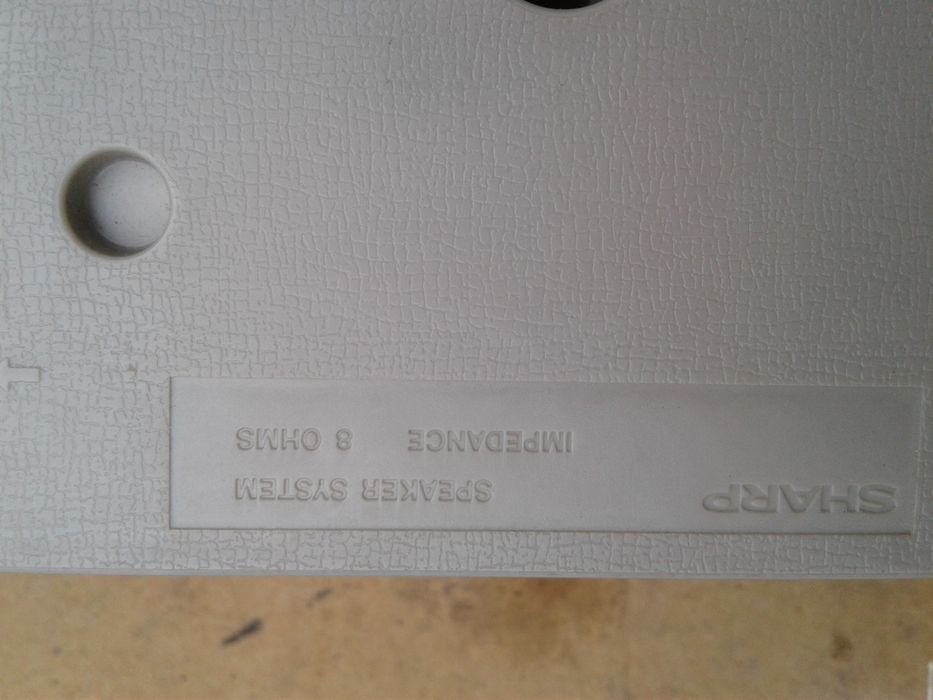 SHARP
SPEAKER SYSTEM
IMPEDANCE 8 OHMS
+